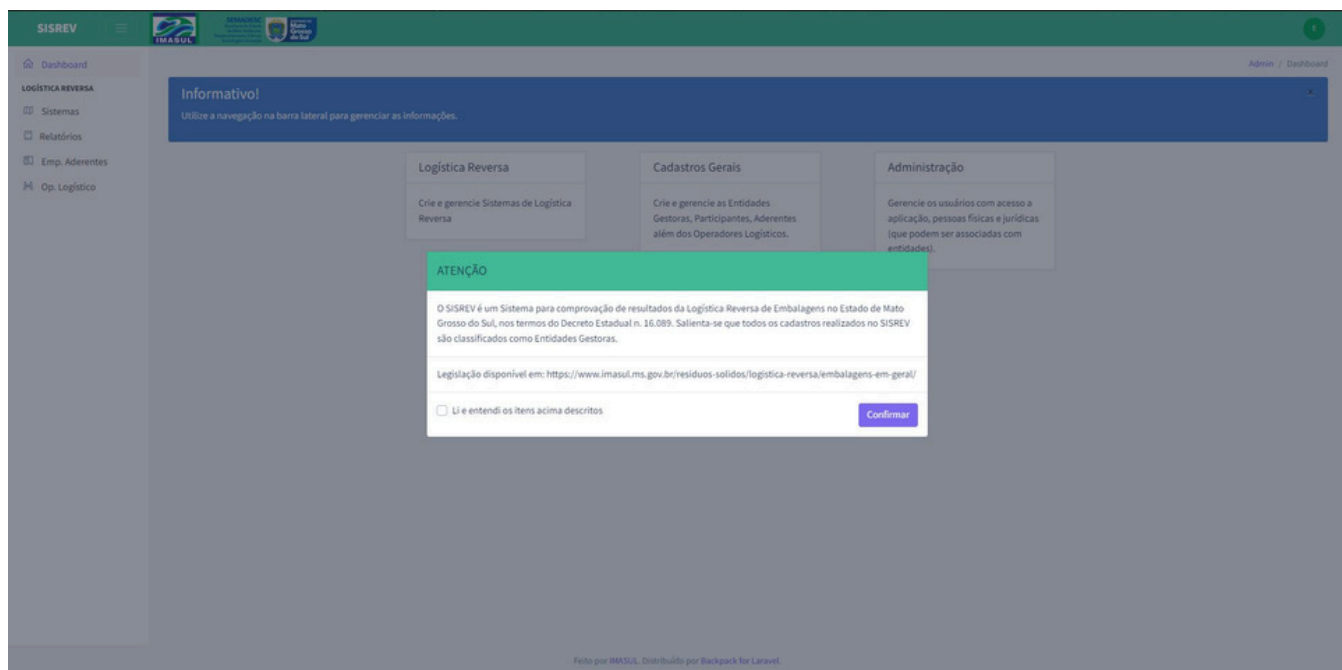 SISREV
IMASUL
SEMADESC
Mato
Grosso
do Sul
Dashboard
Admin / Dashboard
LOGÍSTICA REVERSA
Sistemas
Relatórios
Emp. Aderentes
Op. Logístico
Informativo!
Utilize a navegação na barra lateral para gerenciar as informações.
Logística Reversa
Crie e gerencie Sistemas de Logística
Reversa
Cadastros Gerais
Crie e gerencie as Entidades
Gestoras, Participantes, Aderentes
além dos Operadores Logísticos.
Administração
Gerencie os usuários com acesso a
aplicação, pessoas físicas e jurídicas
(que podem ser associadas com
entidades).
ATENÇÃO
O SISREV é um Sistema para comprovação de resultados da Logística Reversa de Embalagens no Estado de Mato
Grosso do Sul, nos termos do Decreto Estadual n. 16.089. Salienta-se que todos os cadastros realizados no SISREV
são classificados como Entidades Gestoras.
Legislação disponível em: https://www.imasul.ms.gov.br/residuos-solidos/logistica-reversa/embalagens-em-geral/
Li e entendi os itens acima descritos
Confirmar
Feito por IMASUL. Distribuído por Backpack for Laravel.